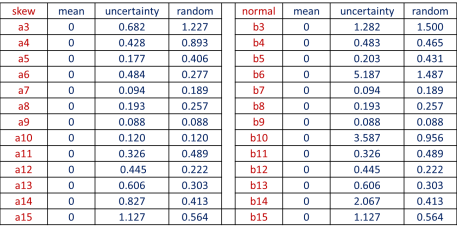 skew mean uncertainty random normal mean uncertainty random
a3 0 0.682 1.227 b3 0 1.282 1.500
a4 0 0.428 0.893 b4 0 0.483 0.465
a5 0 0.177 0.406 b5 0 0.203 0.431
a6 0 0.484 0.277 b6 0 5.187 1.487
a7 0 0.094 0.189 b7 0 0.094 0.189
a8 0 0.193 0.257 b8 0 0.193 0.257
a9 0 0.088 0.088 b9 0 0.088 0.088
a10 0 0.120 0.120 b10 0 3.587 0.956
a11 0 0.326 0.489 b11 0 0.326 0.489
a12 0 0.445 0.222 b12 0 0.445 0.222
a13 0 0.606 0.303 b13 0 0.606 0.303
a14 0 0.827 0.413 b14 0 2.067 0.413
a15 0 1.127 0.564 b15 0 1.127 0.564